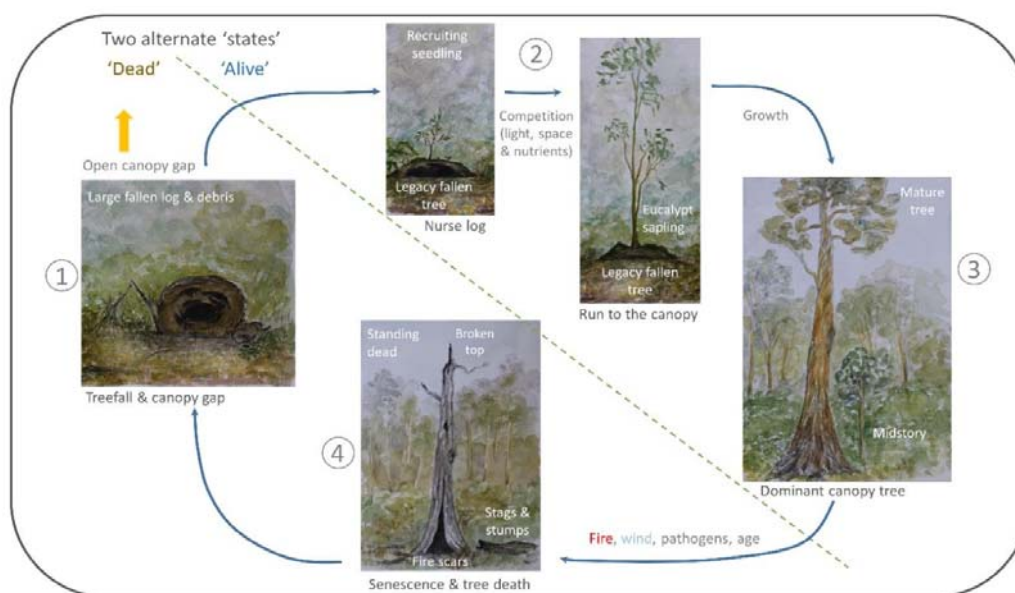 Two alternate 'states'
'Dead'
'Alive'
Open canopy gap
Large fallen log & debris
1
Treefall & canopy gap
Recruiting
seedling
Legacy fallen
tree
Nurse log
2
Competition
(light, space
& nutrients)
Eucalypt
sapling
Legacy fallen
tree
Run to the canopy
Growth
Mature
tree
3
Midstory
Dominant canopy tree
Fire, wind, pathogens, age
Standing
dead
Broken
top
4
Stags &
stumps
Fire scars
Senescence & tree death